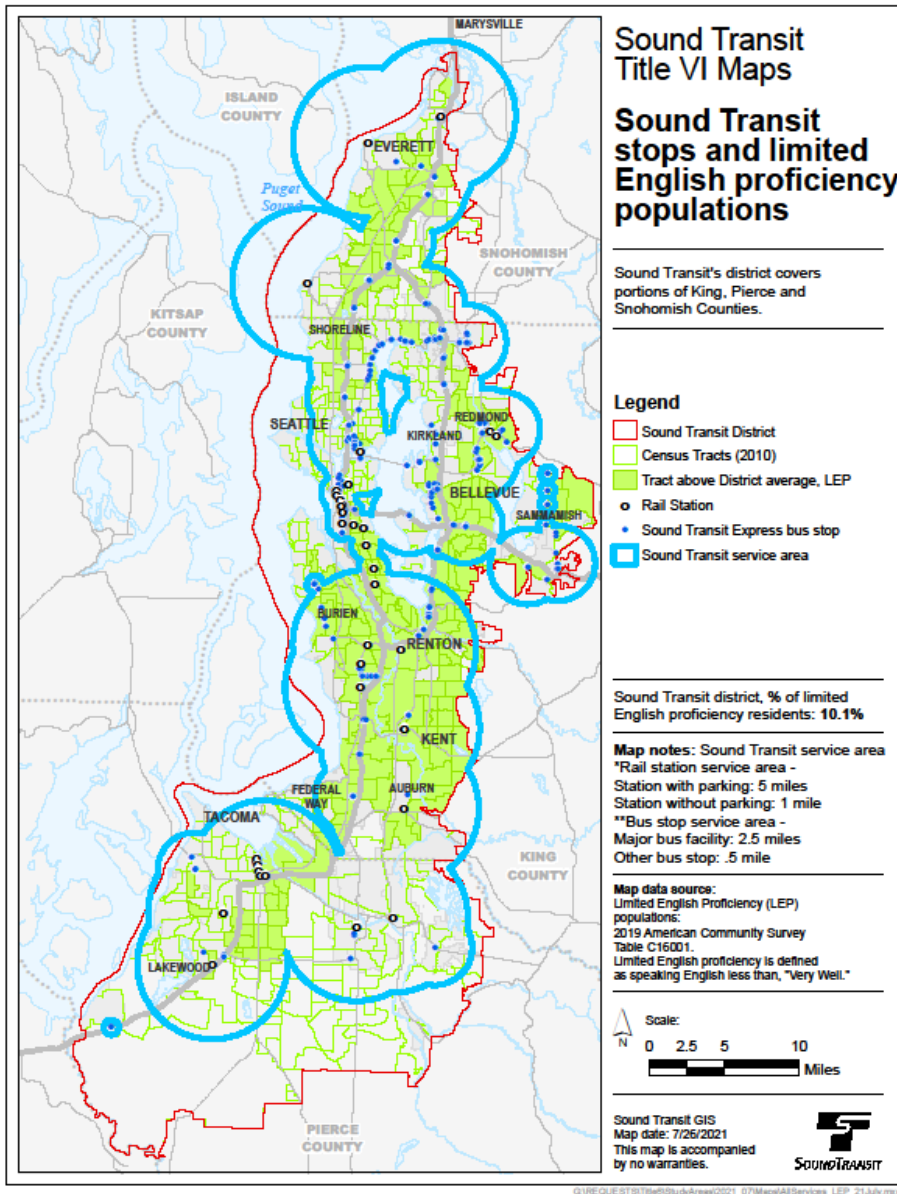 MARYSVILLE
ISLAND
COUNTY
EVERETT
Puget
Sound
SNOHOMISH
COUNTY
KITSAP
COUNTY
SHORELINE
SEATTLE
REDMOND
KIRKLAND
BELLEVUE
SAMMAMISH
BURIEN
RENTON
KENT
FEDERAL
WAY
AUBURN
TACOMA
KING
COUNTY
LAKEWOOD
PIERCE
COUNTY
Sound Transit
Title VI Maps
Sound Transit
stops and limited
English proficiency
populations
Sound Transit's district covers
portions of King, Pierce and
Snohomish Counties.
Legend
Sound Transit District
Census Tracts (2010)
Tract above District average, LEP
Rail Station
Sound Transit Express bus stop
Sound Transit service area
Sound Transit district, % of limited
English proficiency residents: 10.1%
Map notes: Sound Transit service area
*Rail station service area -
Station with parking: 5 miles
Station without parking: 1 mile
**Bus stop service area -
Major bus facility: 2.5 miles
Other bus stop: .5 mile
Map data source:
Limited English Proficiency (LEP)
populations:
2019 American Community Survey
Table C16001.
Limited English proficiency is defined
as speaking English less than, "Very Well."
N
Scale:
0 2.5 5 10
Miles
Sound Transit GIS
Map date: 7/26/2021
This map is accompanied
by no warranties.
SOUNDTRANSIT